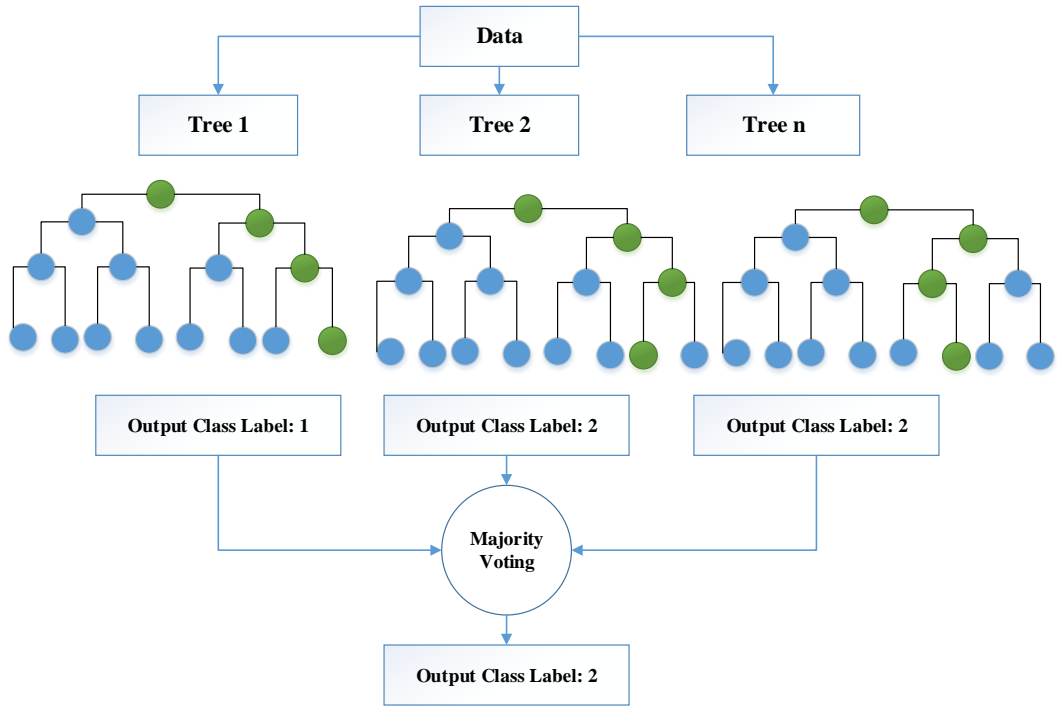 Data
Tree 1
Tree 2
Tree n
Output Class Label: 1
Output Class Label: 2
Output Class Label: 2
Majority
Voting
Output Class Label: 2